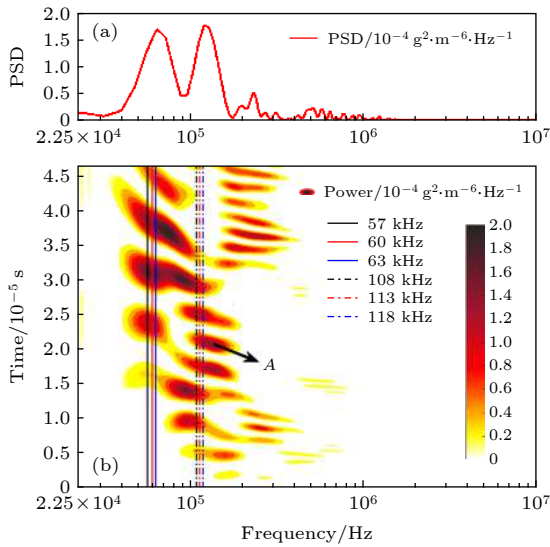 (a)
PSD/10⁻⁴ g²·m⁻⁶·Hz⁻¹
PSD
2.0
1.5
1.0
0.5
0
2.25×10⁴
10⁵
10⁶
10⁷
Power/10⁻⁴ g²·m⁻⁶·Hz⁻¹
57 kHz
60 kHz
63 kHz
108 kHz
113 kHz
118 kHz
2.0
1.8
1.6
1.4
1.2
1.0
0.8
0.6
0.4
0.2
0
A
(b)
Time/10⁻⁵ s
4.5
4.0
3.5
3.0
2.5
2.0
1.5
1.0
0.5
0
2.25×10⁴
10⁵
10⁶
10⁷
Frequency/Hz